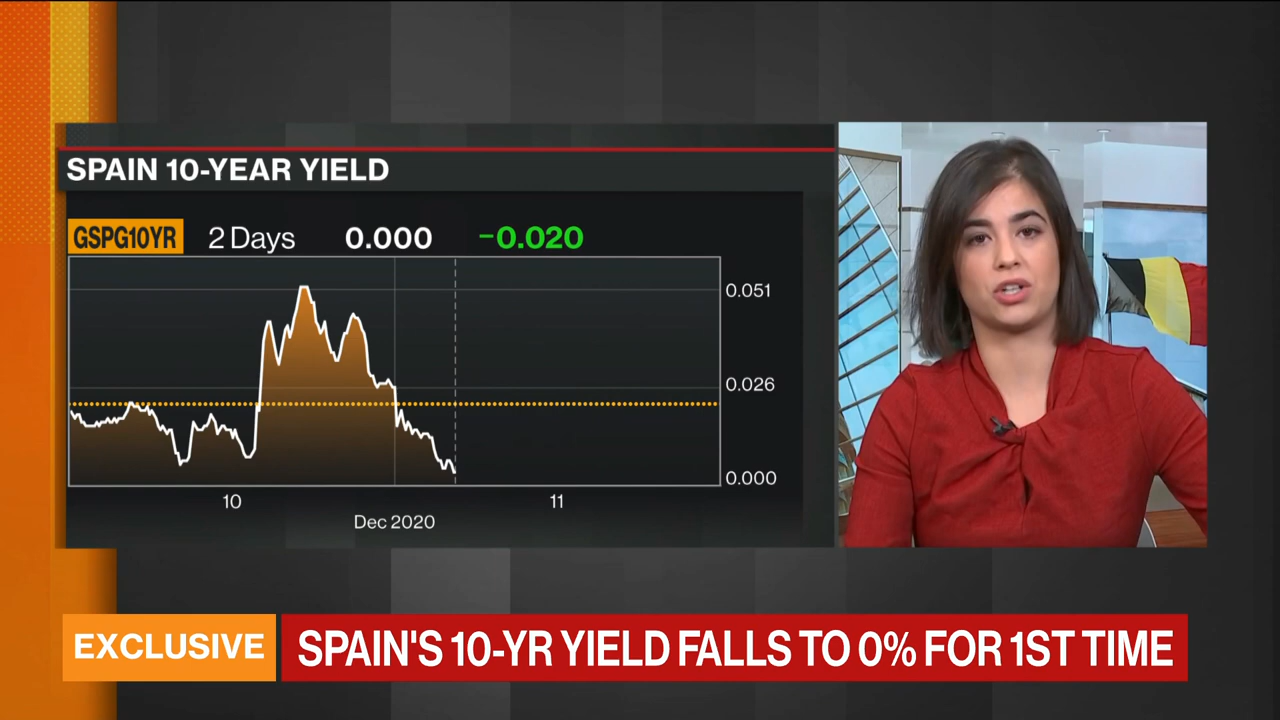 SPAIN 10-YEAR YIELD
GSPG10YR 2 Days 0.000 -0.020
0.051
0.026
0.000
10 11
Dec 2020
EXCLUSIVE SPAIN'S 10-YR YIELD FALLS TO 0% FOR 1ST TIME